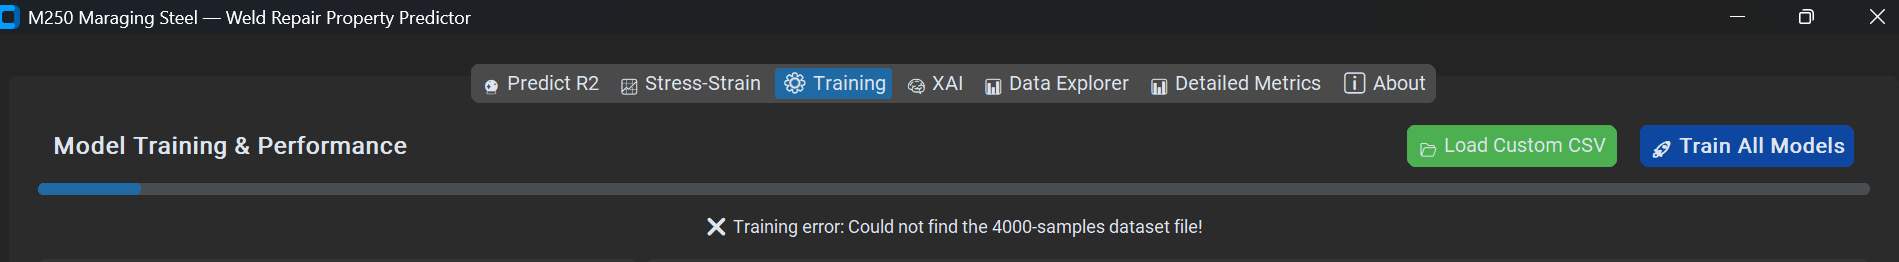 M250 Maraging Steel — Weld Repair Property Predictor
Predict R2 Stress-Strain Training XAI Data Explorer Detailed Metrics About
Model Training & Performance
Load Custom CSV Train All Models
Training error: Could not find the 4000-samples dataset file!